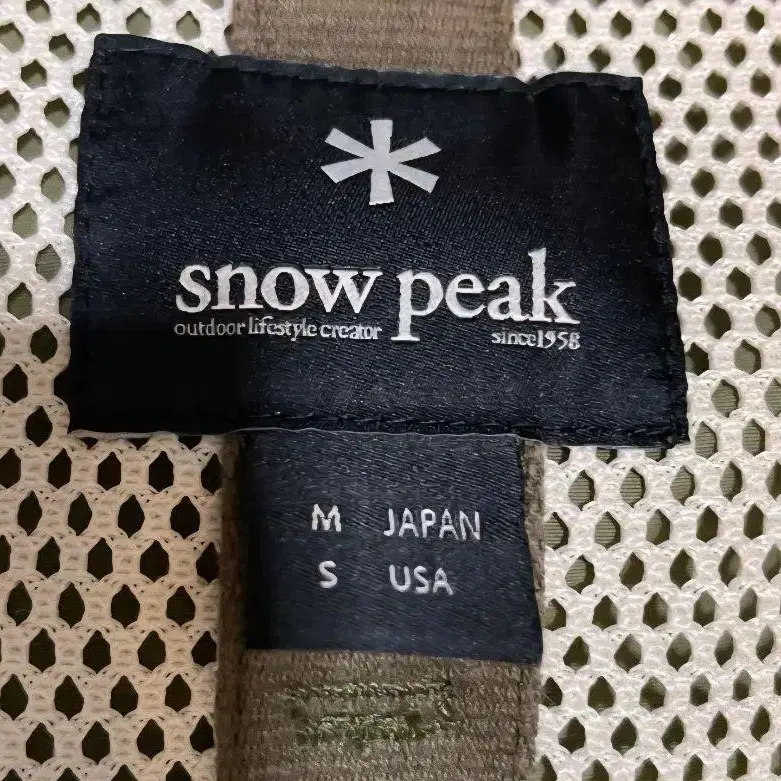 snow peak
outdoor lifestyle creator since1958
M JAPAN
S USA